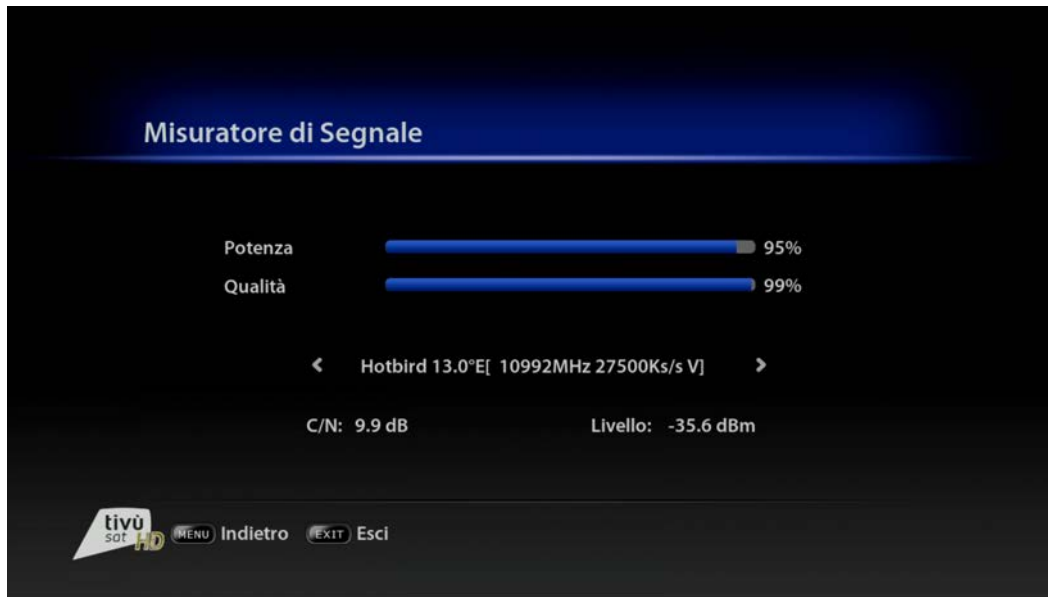 Misuratore di Segnale
Potenza 95%
Qualità 99%
Hotbird 13.0°E[ 10992MHz 27500Ks/s V]
C/N: 9.9 dB Livello: -35.6 dBm
tivù
sat HD MENU Indietro EXIT Esci